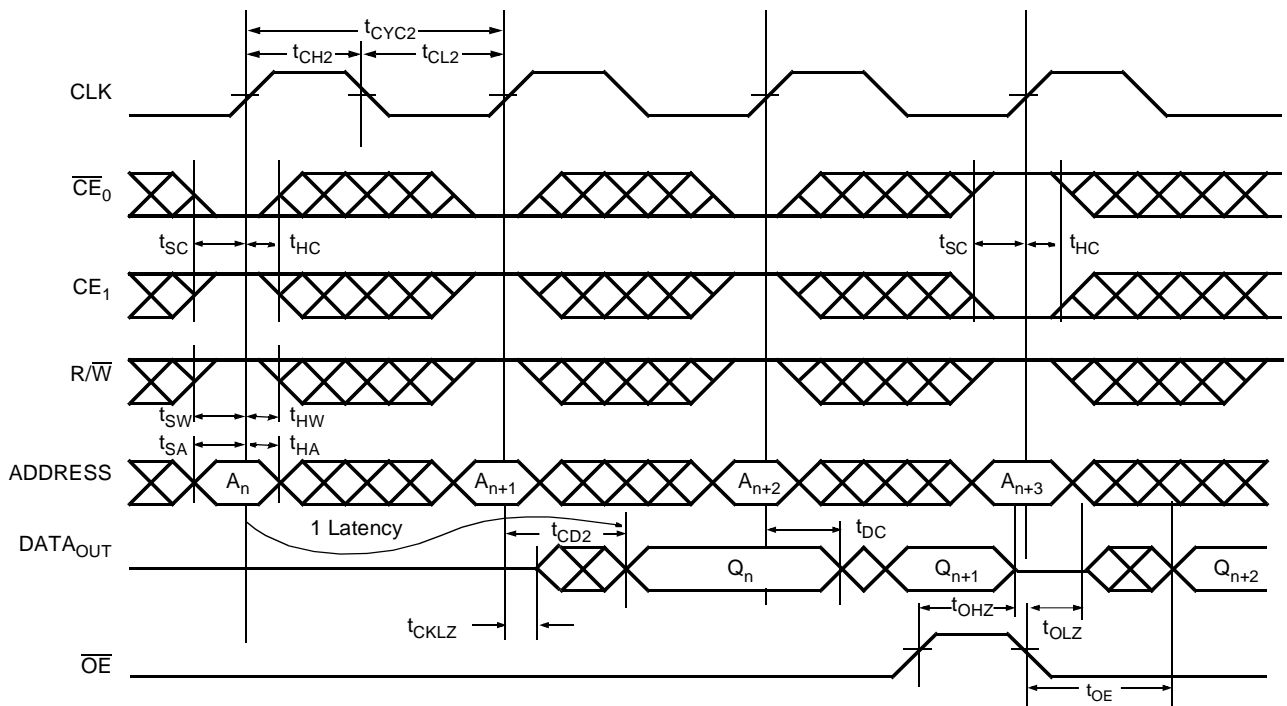 tCYC2
tCH2
tCL2
CLK
CE0
tSC
tHC
tSC
tHC
CE1
R/W
tSW
tHW
tSA
tHA
ADDRESS
An
An+1
An+2
An+3
1 Latency
tCD2
tDC
DATAOUT
Qn
Qn+1
Qn+2
tOHZ
tCKLZ
tOLZ
OE
tOE